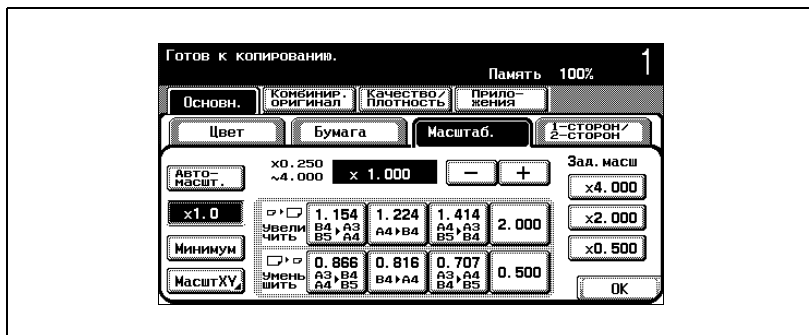 Готов к копированию.
Память 100%
1
Основн.
Комбинир.
оригинал
Качество/
Плотность
Прило-
жения
Цвет
Бумага
Масштаб.
1-сторон/
2-сторон
Авто-
масшт.
x0.250
~4.000
x 1.000
−
+
Зад. масш
x4.000
x1.0
Увели
чить
1.154
B4▸A3
B5▸A4
1.224
A4▸B4
1.414
A4▸A3
B5▸B4
2.000
x2.000
Минимум
x0.500
МасштXY
Умень
шить
0.866
A3▸B4
A4▸B5
0.816
B4▸A4
0.707
A3▸A4
B4▸B5
0.500
OK